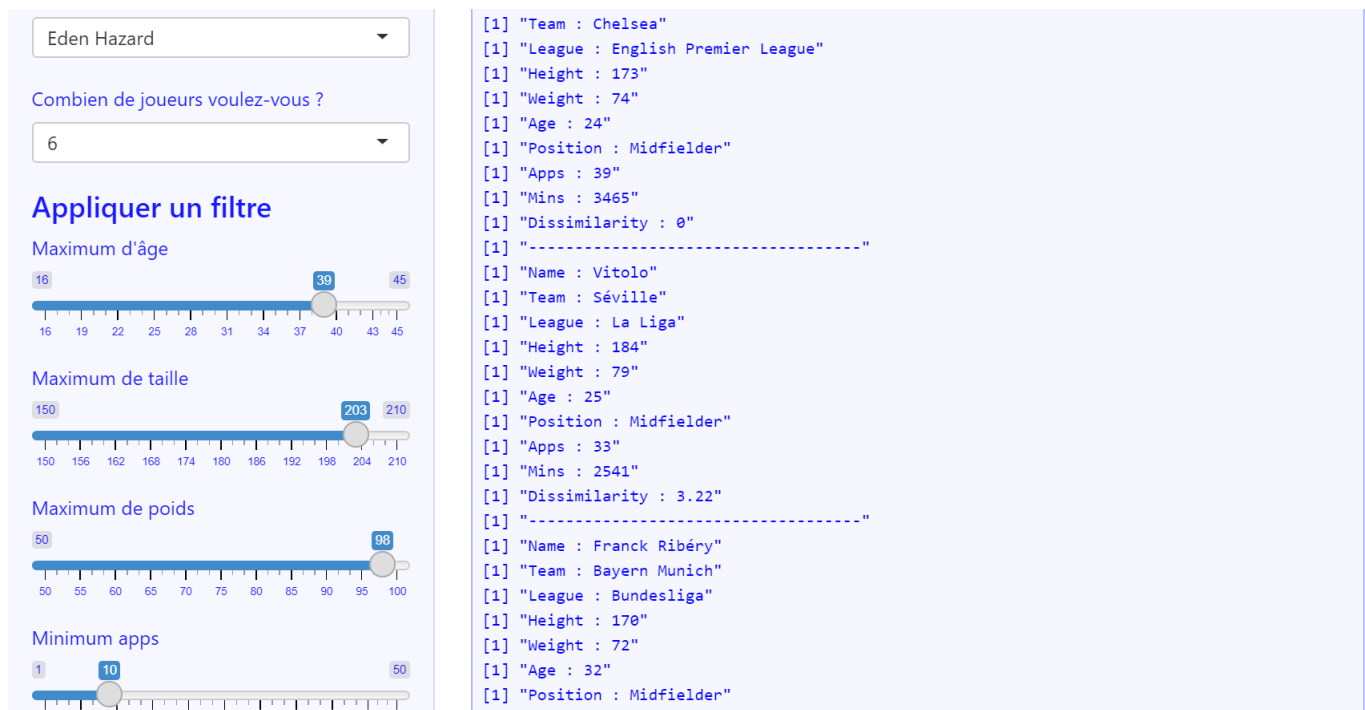 Eden Hazard
Combien de joueurs voulez-vous ?
6
Appliquer un filtre
Maximum d'âge
16 39 45
16 19 22 25 28 31 34 37 40 43 45
Maximum de taille
150 203 210
150 156 162 168 174 180 186 192 198 204 210
Maximum de poids
50 98
50 55 60 65 70 75 80 85 90 95 100
Minimum apps
1 10 50
[1] "Team : Chelsea"
[1] "League : English Premier League"
[1] "Height : 173"
[1] "Weight : 74"
[1] "Age : 24"
[1] "Position : Midfielder"
[1] "Apps : 39"
[1] "Mins : 3465"
[1] "Dissimilarity : 0"
[1] "------------------------------------"
[1] "Name : Vitolo"
[1] "Team : Séville"
[1] "League : La Liga"
[1] "Height : 184"
[1] "Weight : 79"
[1] "Age : 25"
[1] "Position : Midfielder"
[1] "Apps : 33"
[1] "Mins : 2541"
[1] "Dissimilarity : 3.22"
[1] "------------------------------------"
[1] "Name : Franck Ribéry"
[1] "Team : Bayern Munich"
[1] "League : Bundesliga"
[1] "Height : 170"
[1] "Weight : 72"
[1] "Age : 32"
[1] "Position : Midfielder"